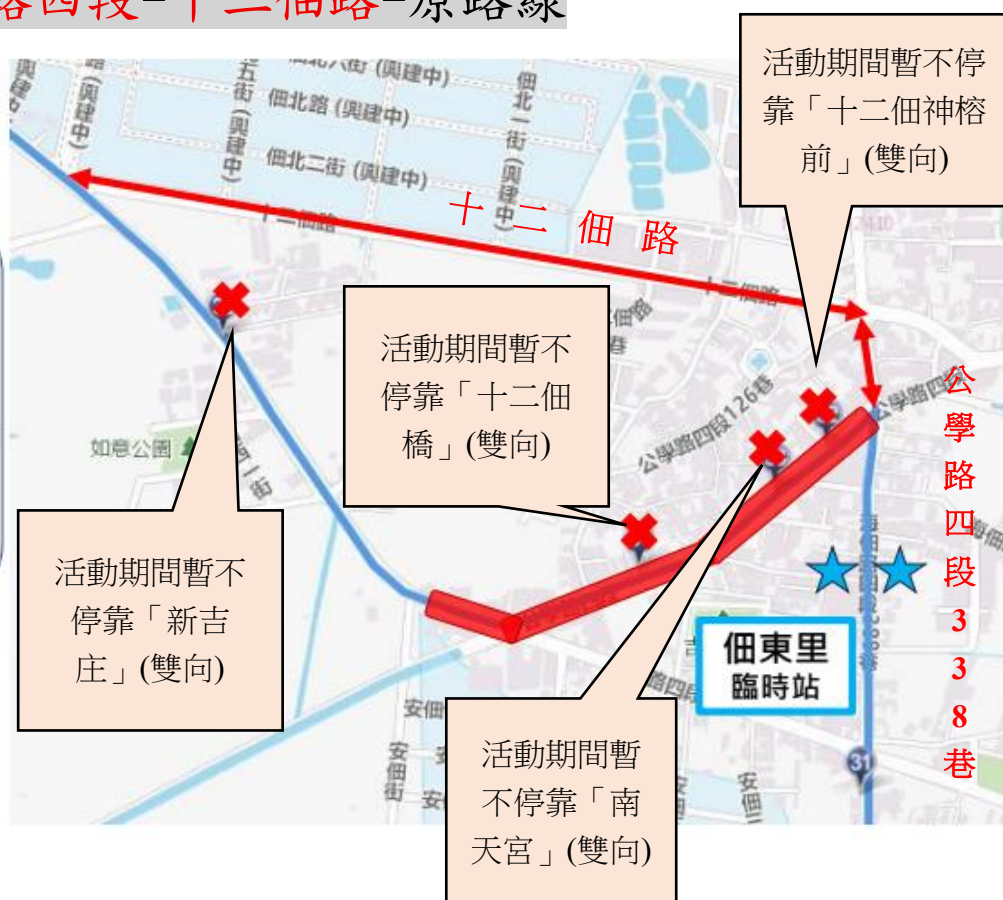 路四段-十二佃路-原路線
活動期間暫不停
靠「十二佃神榕
前」(雙向)
佃北六街 (興建中)
佃北路 (興建中)
佃北二街 (興建中)
佃北一街 (興建中)
五街 (興建中)
路 (興建中)
十二佃路
十二佃路
十二佃路
活動期間暫不
停靠「十二佃
橋」(雙向)
公學路四段126巷
公學路四段
公學路四段338巷
如意公園
活動期間暫不
停靠「新吉
庄」(雙向)
佃東里
臨時站
活動期間暫
不停靠「南
天宮」(雙向)
安佃街
31